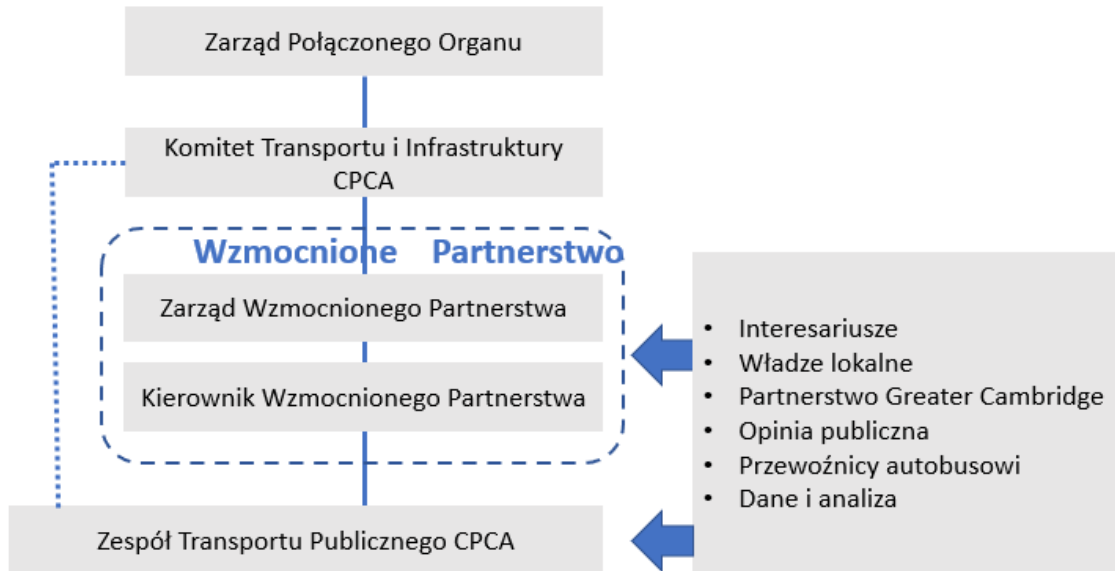 Zarząd Połączonego Organu
Komitet Transportu i Infrastruktury
CPCA
Wzmocnione Partnerstwo
Zarząd Wzmocnionego Partnerstwa
Kierownik Wzmocnionego Partnerstwa
Zespół Transportu Publicznego CPCA
• Interesariusze
• Władze lokalne
• Partnerstwo Greater Cambridge
• Opinia publiczna
• Przewoźnicy autobusowi
• Dane i analiza